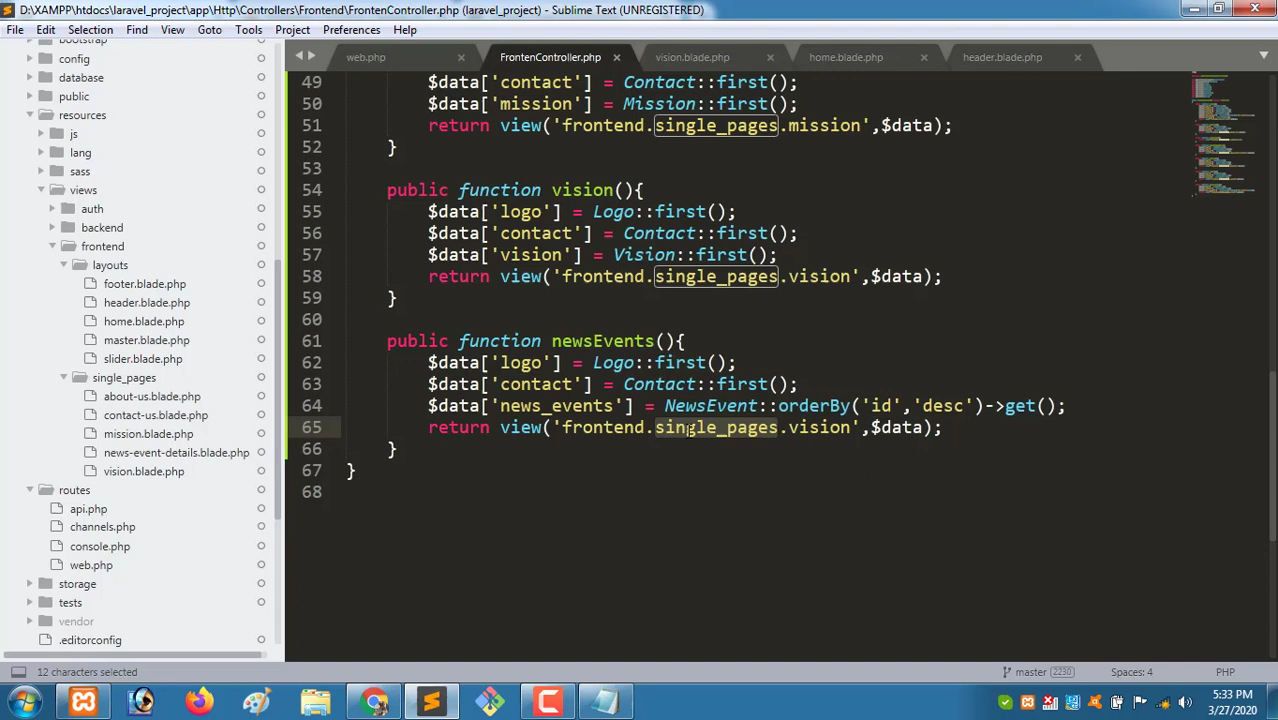 D:\XAMPP\htdocs\laravel_project\app\Http\Controllers\Frontend\FrontenController.php (laravel_project) - Sublime Text (UNREGISTERED)
File Edit Selection Find View Goto Tools Project Preferences Help
web.php FrontenController.php vision.blade.php home.blade.php header.blade.php
bootstrap
config
database
public
resources
js
lang
sass
views
auth
backend
frontend
layouts
footer.blade.php
header.blade.php
home.blade.php
master.blade.php
slider.blade.php
single_pages
about-us.blade.php
contact-us.blade.php
mission.blade.php
news-event-details.blade.php
vision.blade.php
routes
api.php
channels.php
console.php
web.php
storage
tests
vendor
.editorconfig
49 $data['contact'] = Contact::first();
50 $data['mission'] = Mission::first();
51 return view('frontend.single_pages.mission',$data);
52 }
53
54 public function vision(){
55 $data['logo'] = Logo::first();
56 $data['contact'] = Contact::first();
57 $data['vision'] = Vision::first();
58 return view('frontend.single_pages.vision',$data);
59 }
60
61 public function newsEvents(){
62 $data['logo'] = Logo::first();
63 $data['contact'] = Contact::first();
64 $data['news_events'] = NewsEvent::orderBy('id','desc')->get();
65 return view('frontend.single_pages.vision',$data);
66 }
67 }
68
12 characters selected master 2230 Spaces: 4 PHP
5:33 PM
3/27/2020